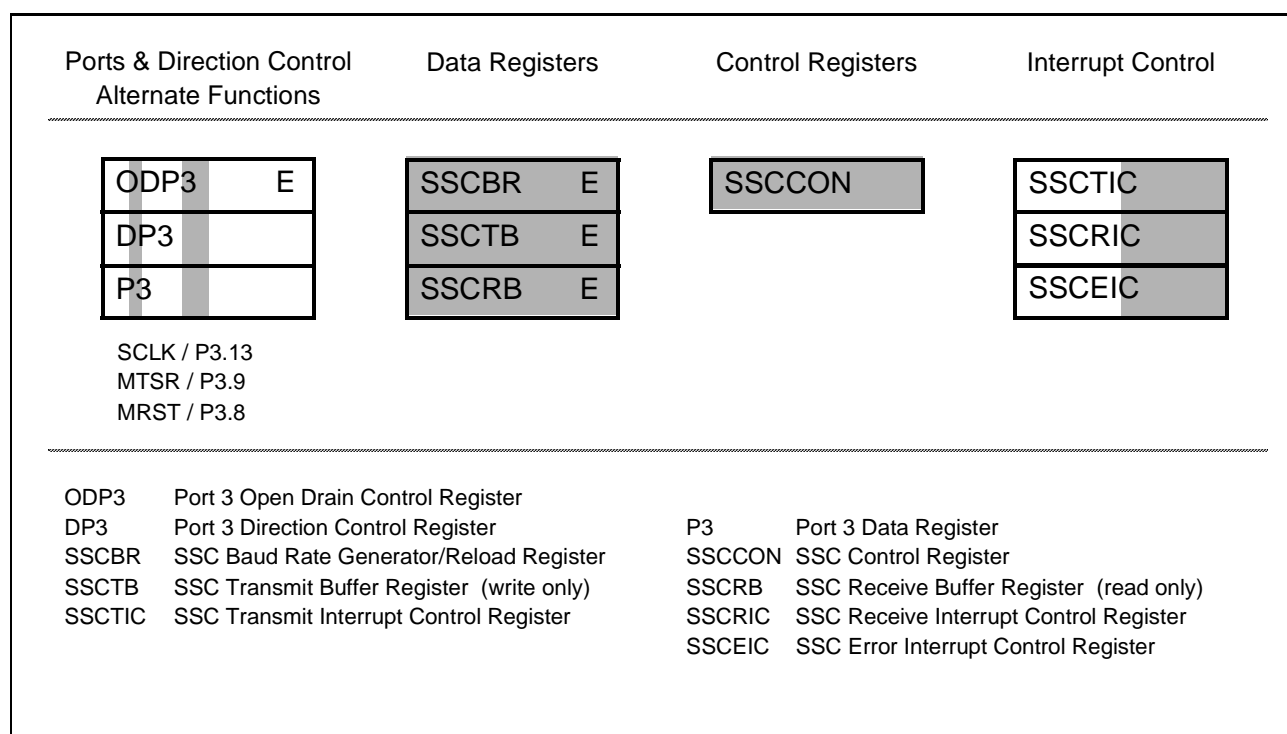 Ports & Direction Control Data Registers Control Registers Interrupt Control
Alternate Functions
ODP3 E SSCBR E SSCCON SSCTIC
DP3 SSCTB E SSCRIC
P3 SSCRB E SSCEIC
SCLK / P3.13
MTSR / P3.9
MRST / P3.8
ODP3 Port 3 Open Drain Control Register
DP3 Port 3 Direction Control Register P3 Port 3 Data Register
SSCBR SSC Baud Rate Generator/Reload Register SSCCON SSC Control Register
SSCTB SSC Transmit Buffer Register (write only) SSCRB SSC Receive Buffer Register (read only)
SSCTIC SSC Transmit Interrupt Control Register SSCRIC SSC Receive Interrupt Control Register
SSCEIC SSC Error Interrupt Control Register